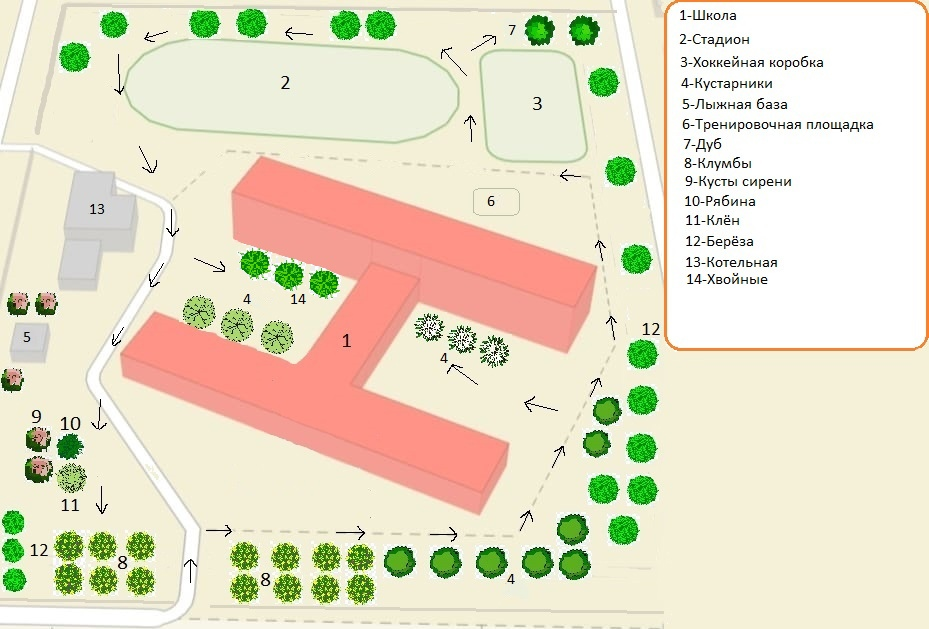 1-Школа
2-Стадион
3-Хоккейная коробка
4-Кустарники
5-Лыжная база
6-Тренировочная площадка
7-Дуб
8-Клумбы
9-Кусты сирени
10-Рябина
11-Клён
12-Берёза
13-Котельная
14-Хвойные
7
2
3
13
6
4
14
5
1
4
12
9
10
11
12
8
8
4